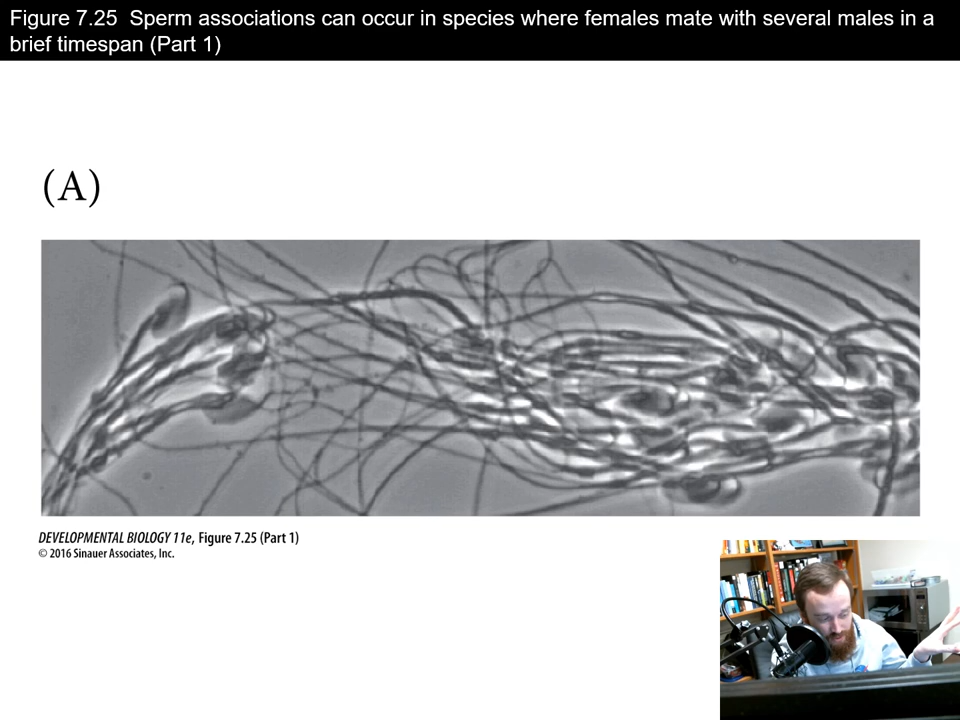 Figure 7.25 Sperm associations can occur in species where females mate with several males in a
brief timespan (Part 1)
(A)
DEVELOPMENTAL BIOLOGY 11e, Figure 7.25 (Part 1)
© 2016 Sinauer Associates, Inc.